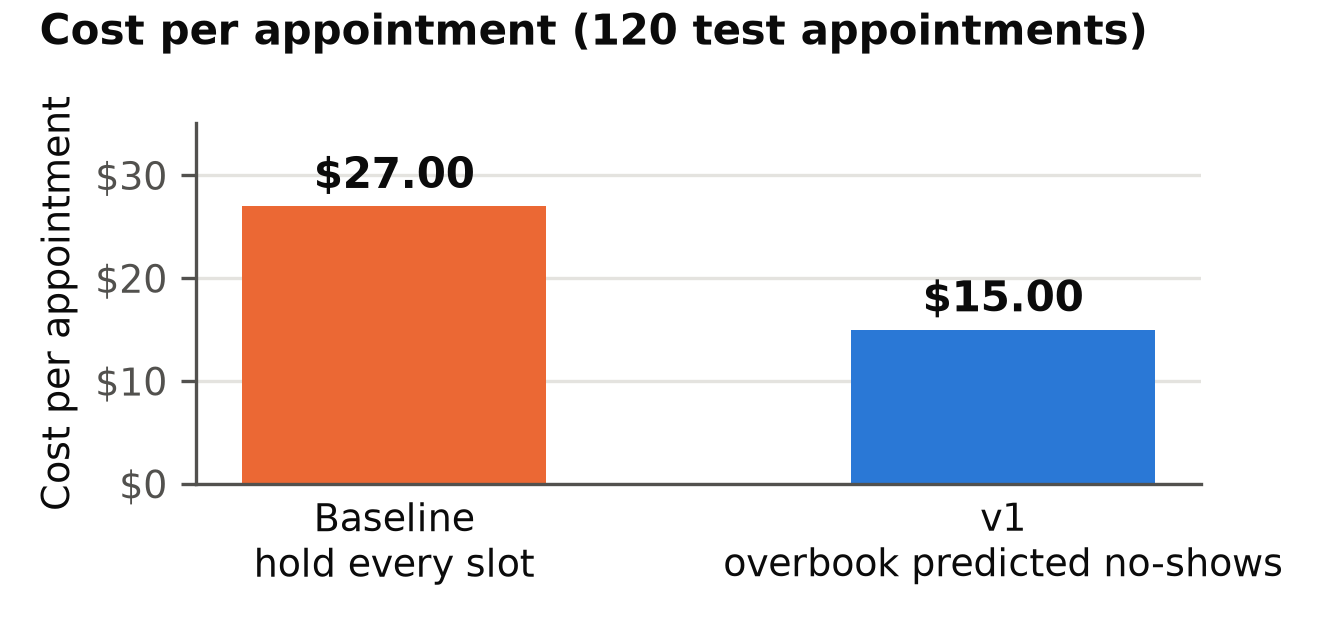 Cost per appointment (120 test appointments)
Cost per appointment
$30
$20
$10
$0
$27.00
$15.00
Baseline
hold every slot
v1
overbook predicted no-shows